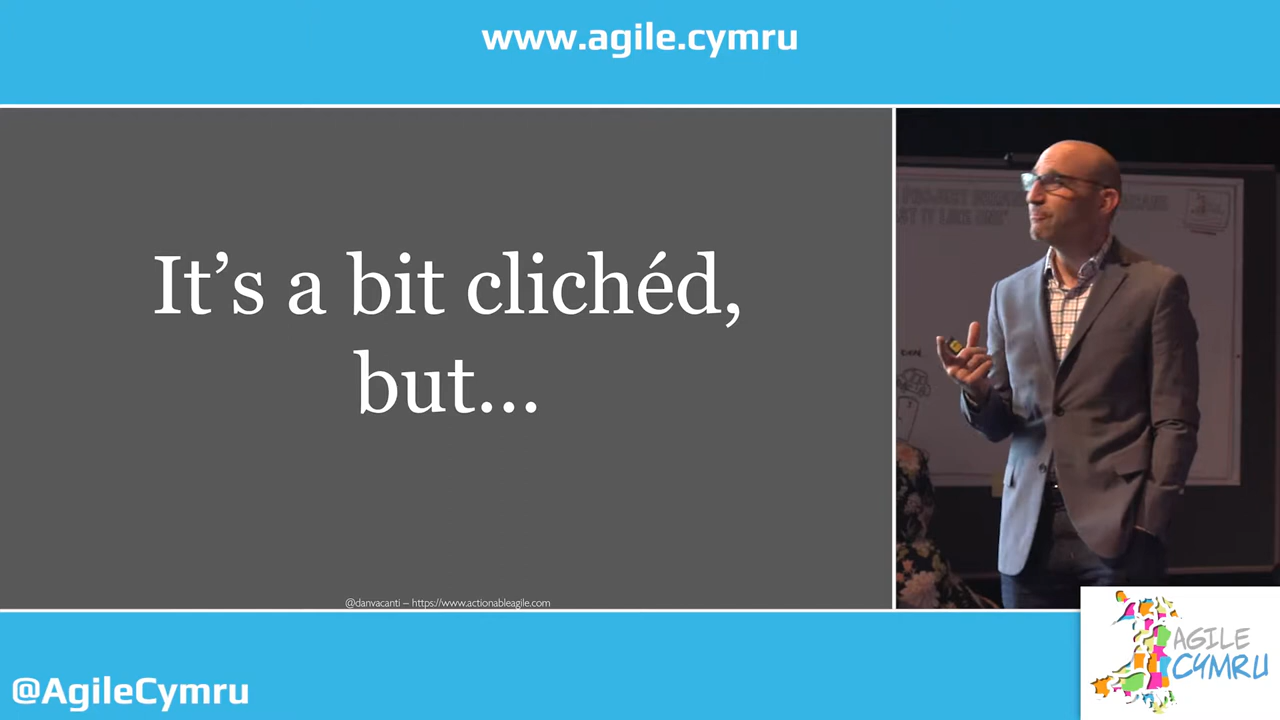 www.agile.cymru
It's a bit clichéd,
but...
@danvacanti – https://www.actionableagile.com
@AgileCymru
AGILE
CYMRU